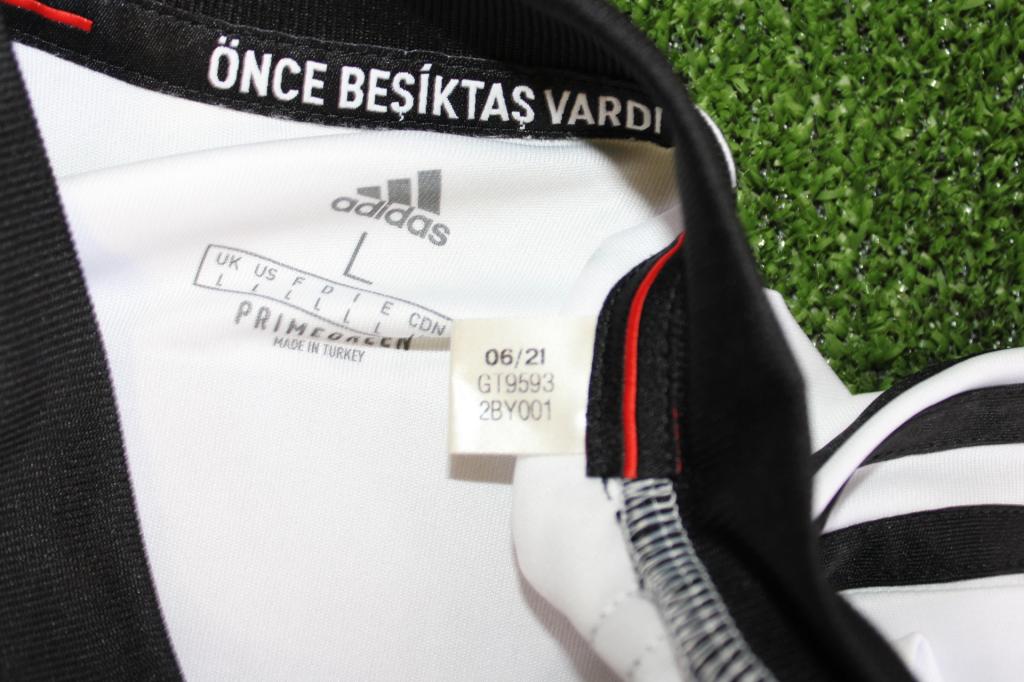 ÖNCE BEŞİKTAŞ VARDI
adidas
L
UK US F D I E CDN
L L L L L L L
PRIMEGREEN
MADE IN TURKEY
06/21
GT9593
2BY001